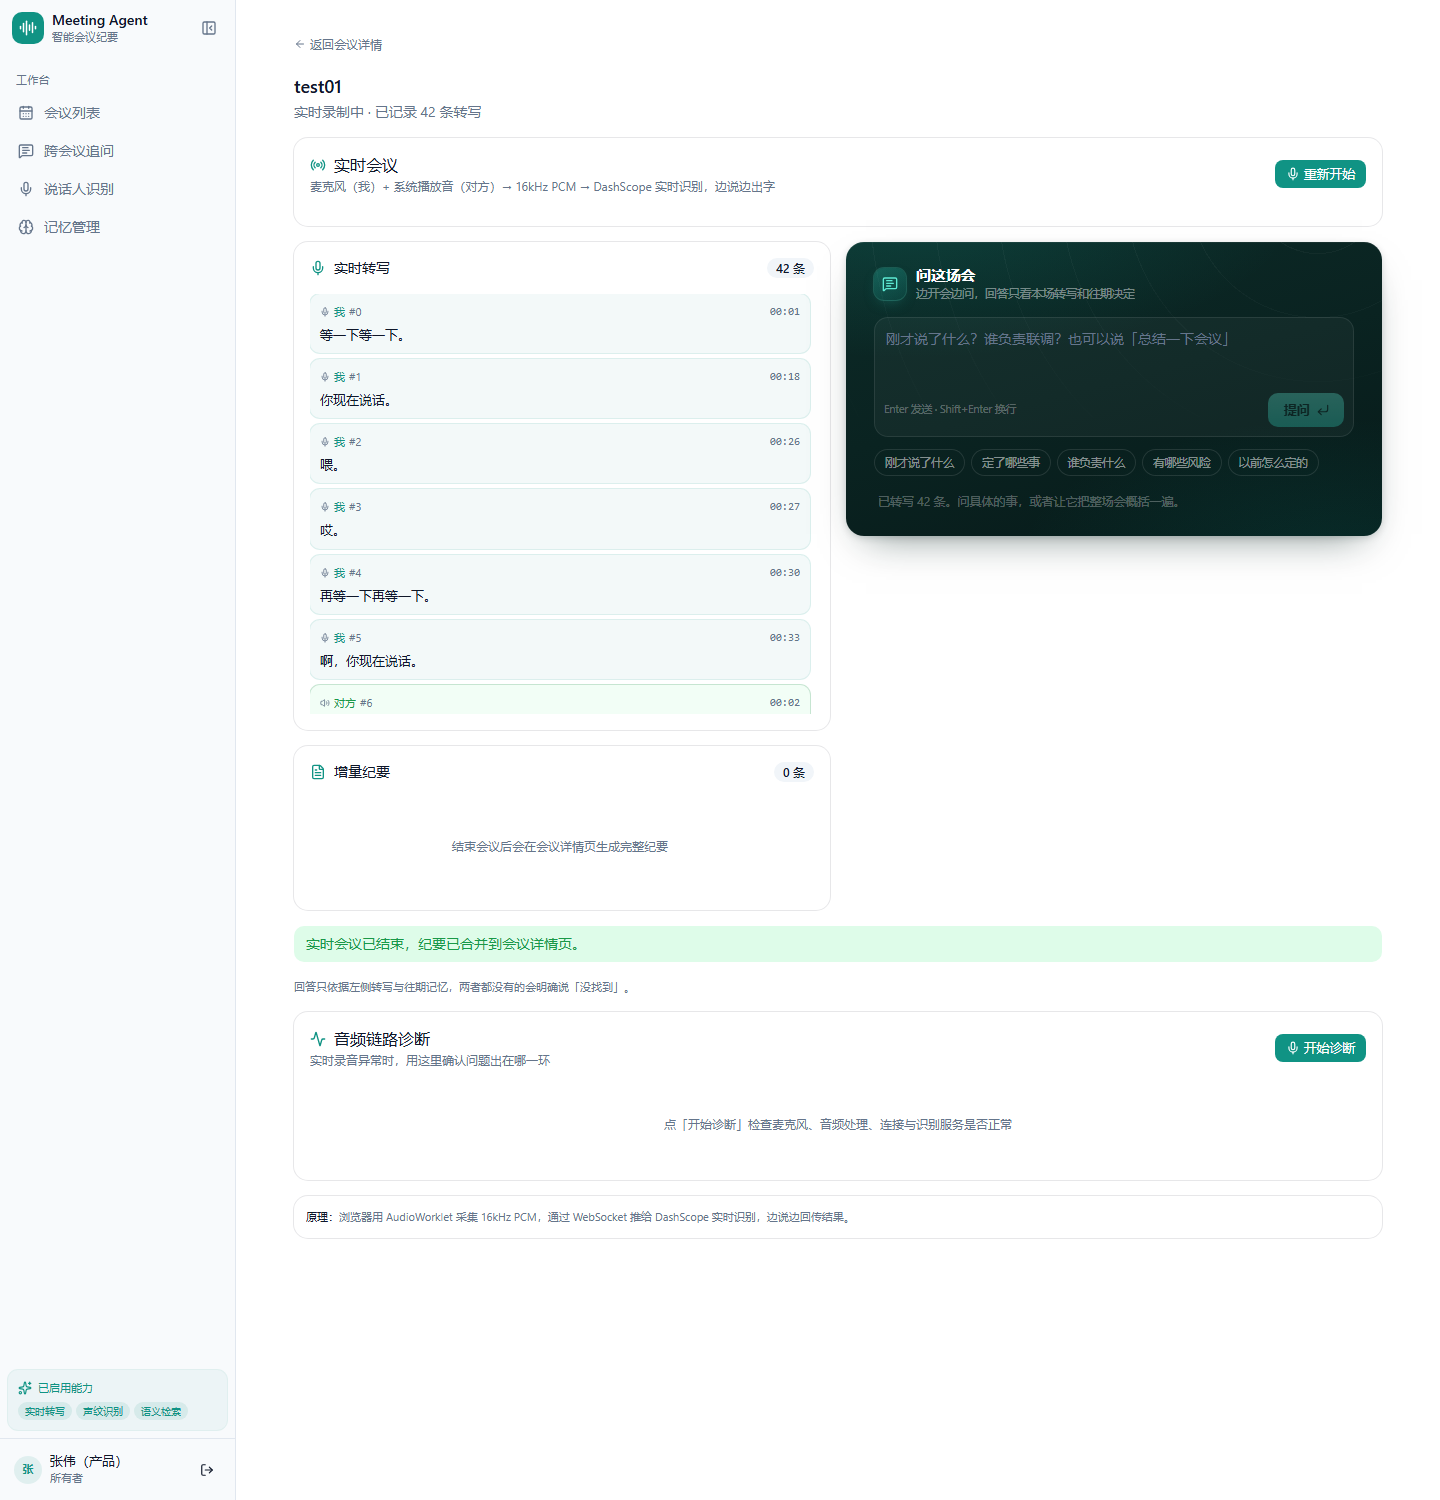 Meeting Agent
智能会议纪要
工作台
会议列表
跨会议追问
说话人识别
记忆管理
已启用能力
实时转写 声纹识别 语义检索
张 张伟（产品）
所有者
← 返回会议详情
test01
实时录制中 · 已记录 42 条转写
实时会议
麦克风（我）+ 系统播放音（对方）→ 16kHz PCM → DashScope 实时识别，边说边出字
重新开始
实时转写 42 条
我 #0 00:01
等一下等一下。
我 #1 00:18
你现在说话。
我 #2 00:26
喂。
我 #3 00:27
哎。
我 #4 00:30
再等一下再等一下。
我 #5 00:33
啊，你现在说话。
对方 #6 00:02
问这场会
边开会边问，回答只看本场转写和往期决定
刚才说了什么？谁负责联调？也可以说「总结一下会议」
Enter 发送 · Shift+Enter 换行
提问
刚才说了什么 定了哪些事 谁负责什么 有哪些风险 以前怎么定的
已转写 42 条。问具体的事，或者让它把整场会概括一遍。
增量纪要 0 条
结束会议后会在会议详情页生成完整纪要
实时会议已结束，纪要已合并到会议详情页。
回答只依据左侧转写与往期记忆，两者都没有的会明确说「没找到」。
音频链路诊断
实时录音异常时，用这里确认问题出在哪一环
开始诊断
点「开始诊断」检查麦克风、音频处理、连接与识别服务是否正常
原理：浏览器用 AudioWorklet 采集 16kHz PCM，通过 WebSocket 推给 DashScope 实时识别，边说边回传结果。